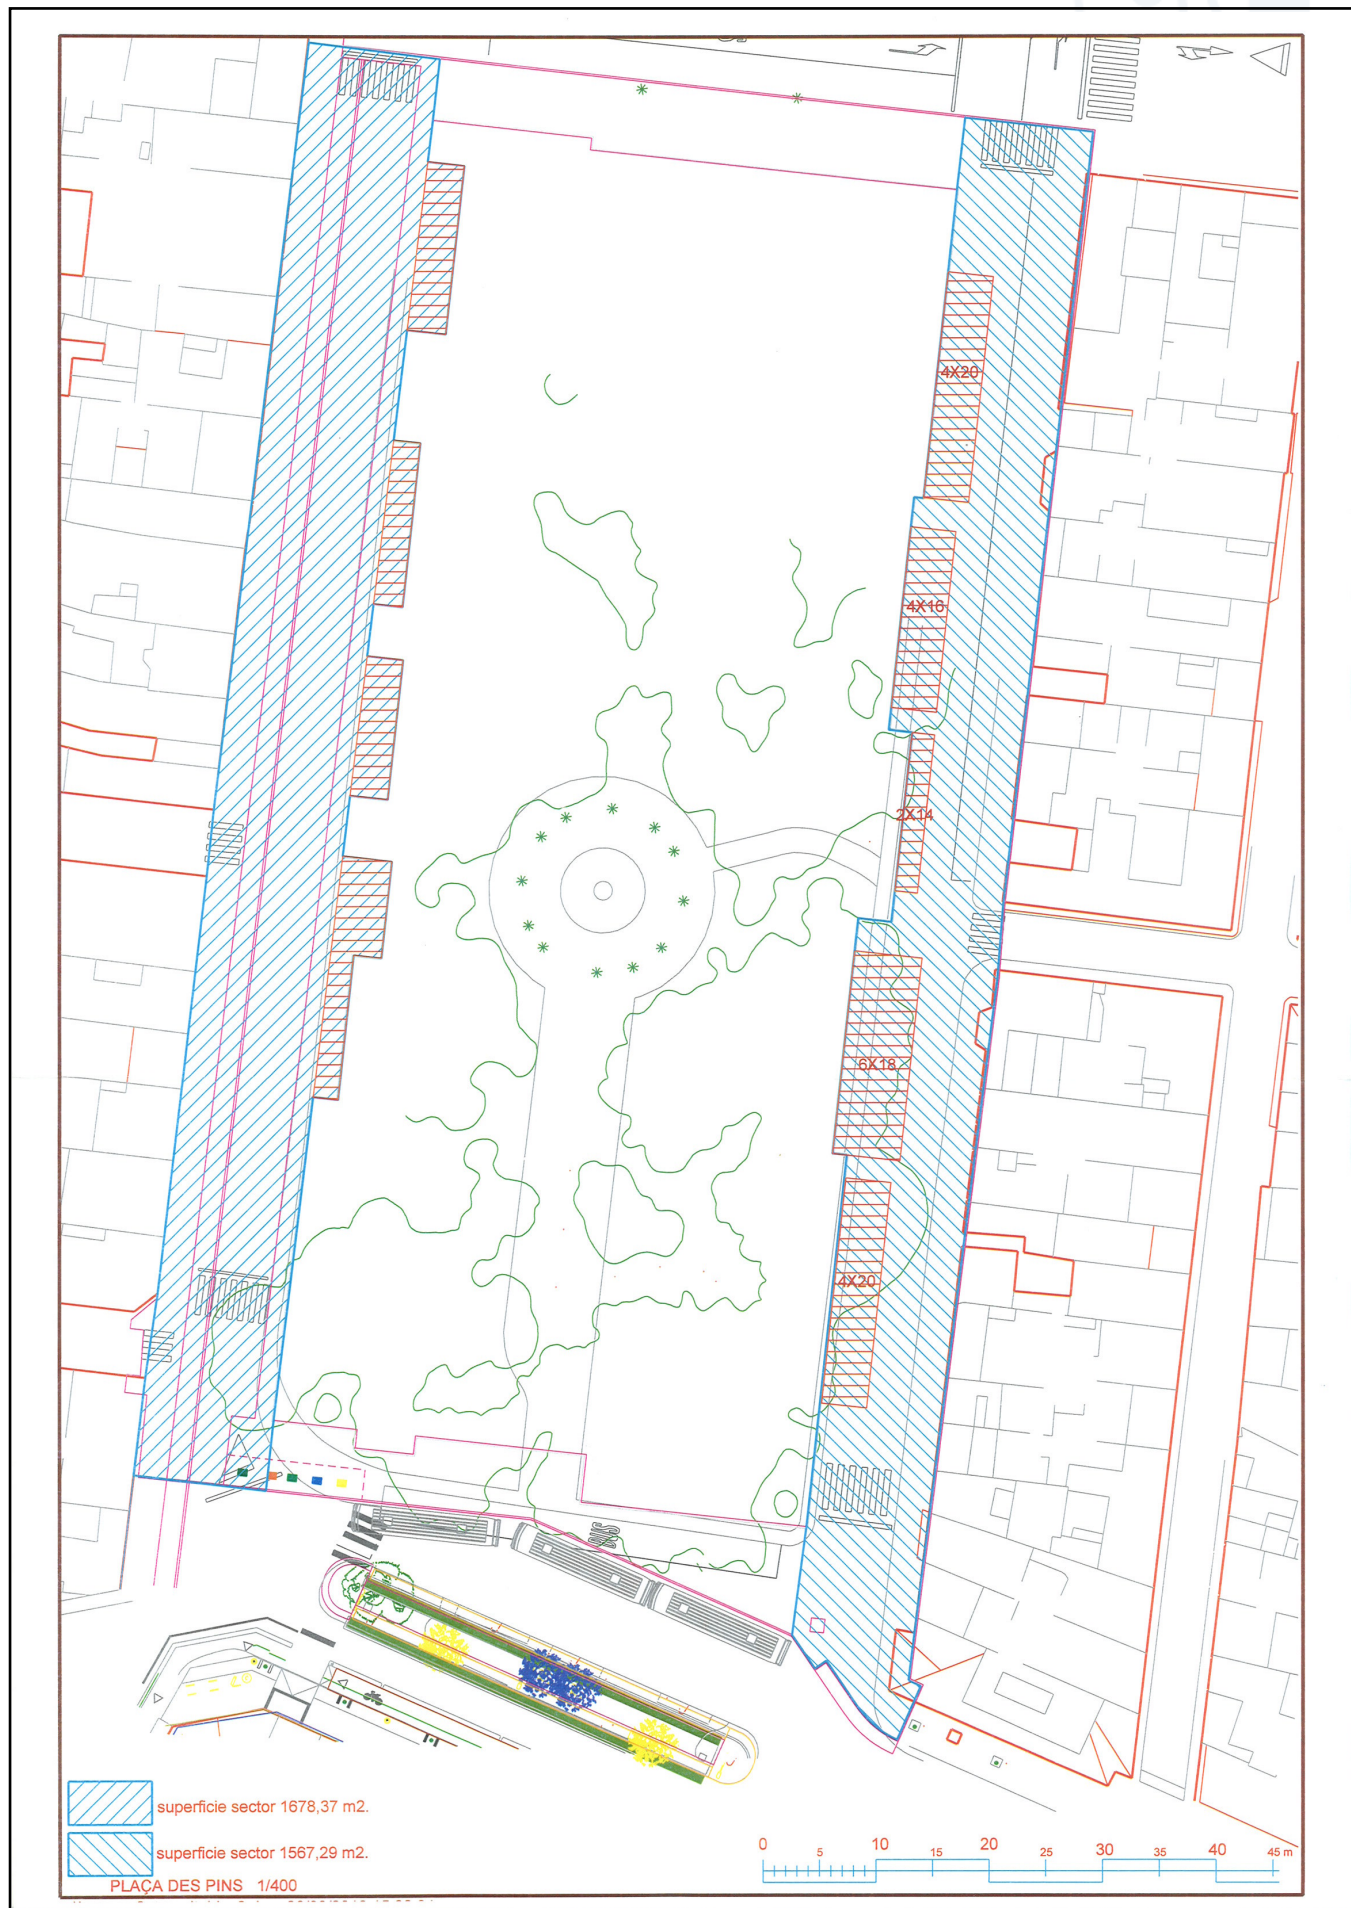 4X20
4X16
2X14
6X18
4X20
BUS
superficie sector 1678,37 m2.
superficie sector 1567,29 m2.
PLAÇA DES PINS 1/400
0 5 10 15 20 25 30 35 40 45 m